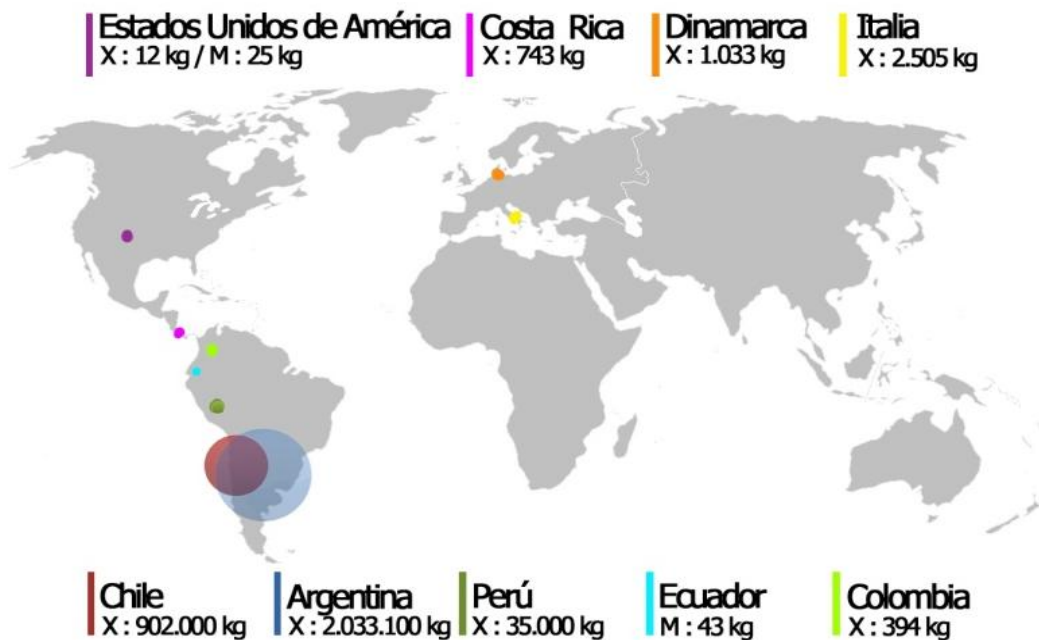 Estados Unidos de América
X : 12 kg / M : 25 kg
Costa Rica
X : 743 kg
Dinamarca
X : 1.033 kg
Italia
X : 2.505 kg
Chile
X : 902.000 kg
Argentina
X : 2.033.100 kg
Perú
X : 35.000 kg
Ecuador
M : 43 kg
Colombia
X : 394 kg